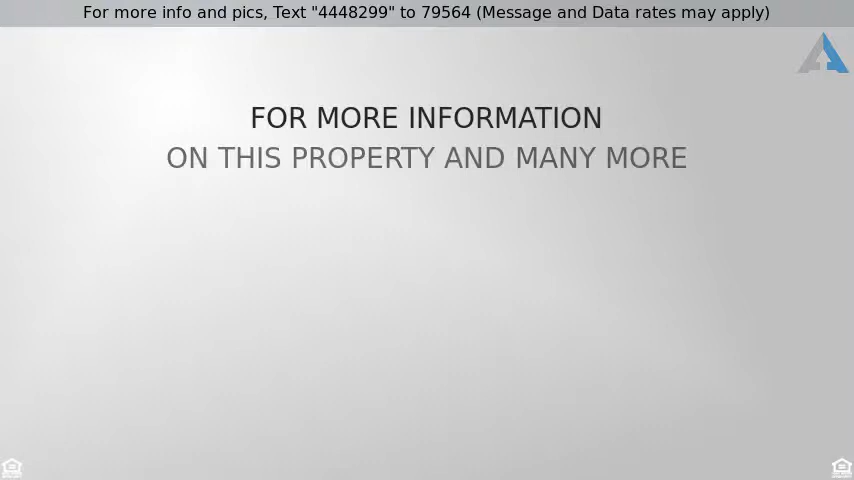 For more info and pics, Text "4448299" to 79564 (Message and Data rates may apply)
FOR MORE INFORMATION
ON THIS PROPERTY AND MANY MORE